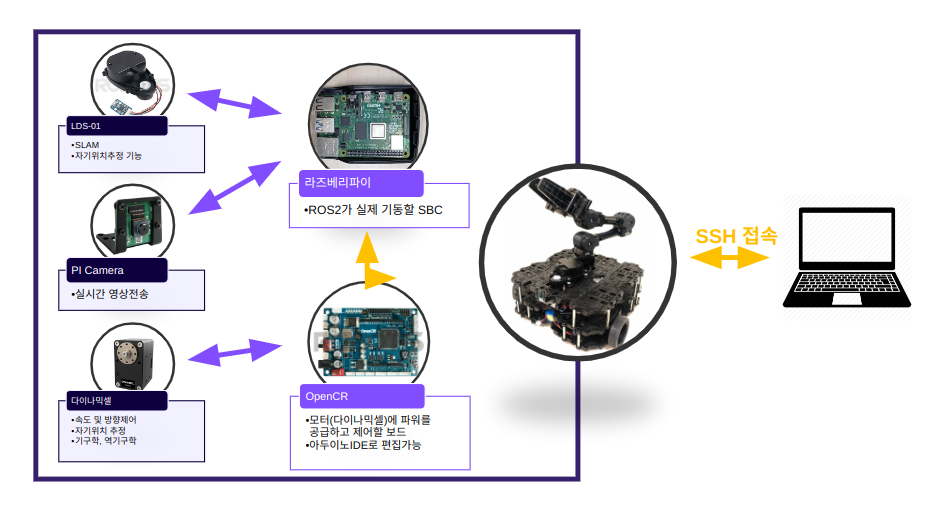 LDS-01
•SLAM
•자기위치추정 기능
라즈베리파이
•ROS2가 실제 기동할 SBC
PI Camera
•실시간 영상전송
SSH 접속
다이나믹셀
•속도 및 방향제어
•자기위치 추정
•기구학, 역기구학
OpenCR
•모터(다이나믹셀)에 파워를
공급하고 제어할 보드
•아두이노IDE로 편집가능